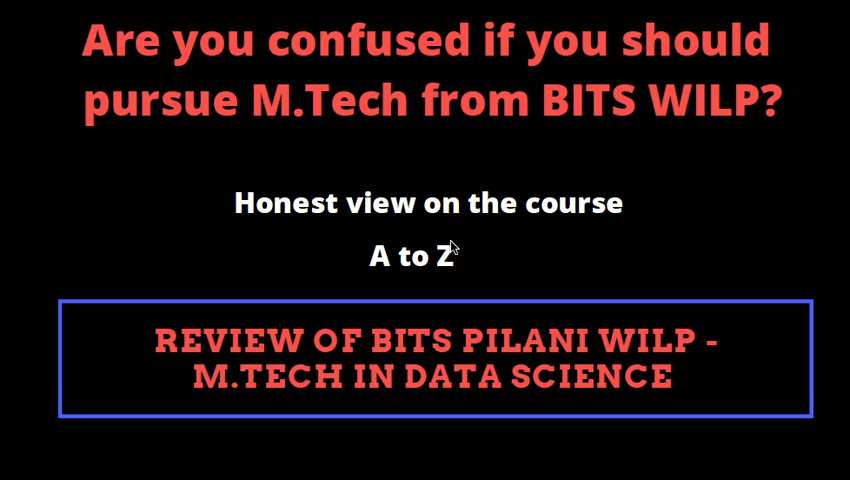 Are you confused if you should
pursue M.Tech from BITS WILP?
Honest view on the course
A to Z
REVIEW OF BITS PILANI WILP -
M.TECH IN DATA SCIENCE